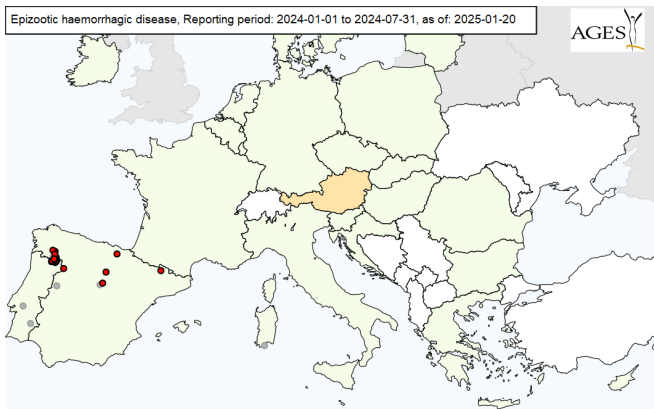 Epizootic haemorrhagic disease, Reporting period: 2024-01-01 to 2024-07-31, as of: 2025-01-20
AGES